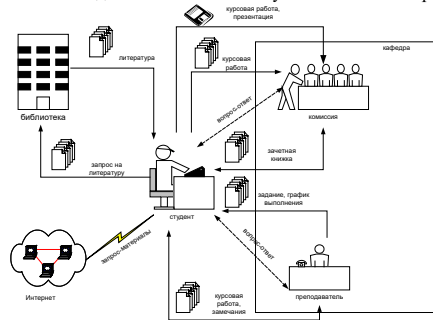 курсовая работа,
презентация
кафедра
литература
курсовая
работа
библиотека
комиссия
вопрос-ответ
запрос на
литературу
зачетная
книжка
задание, график
выполнения
студент
запрос-материалы
вопрос-ответ
Интернет
преподаватель
курсовая
работа,
замечания